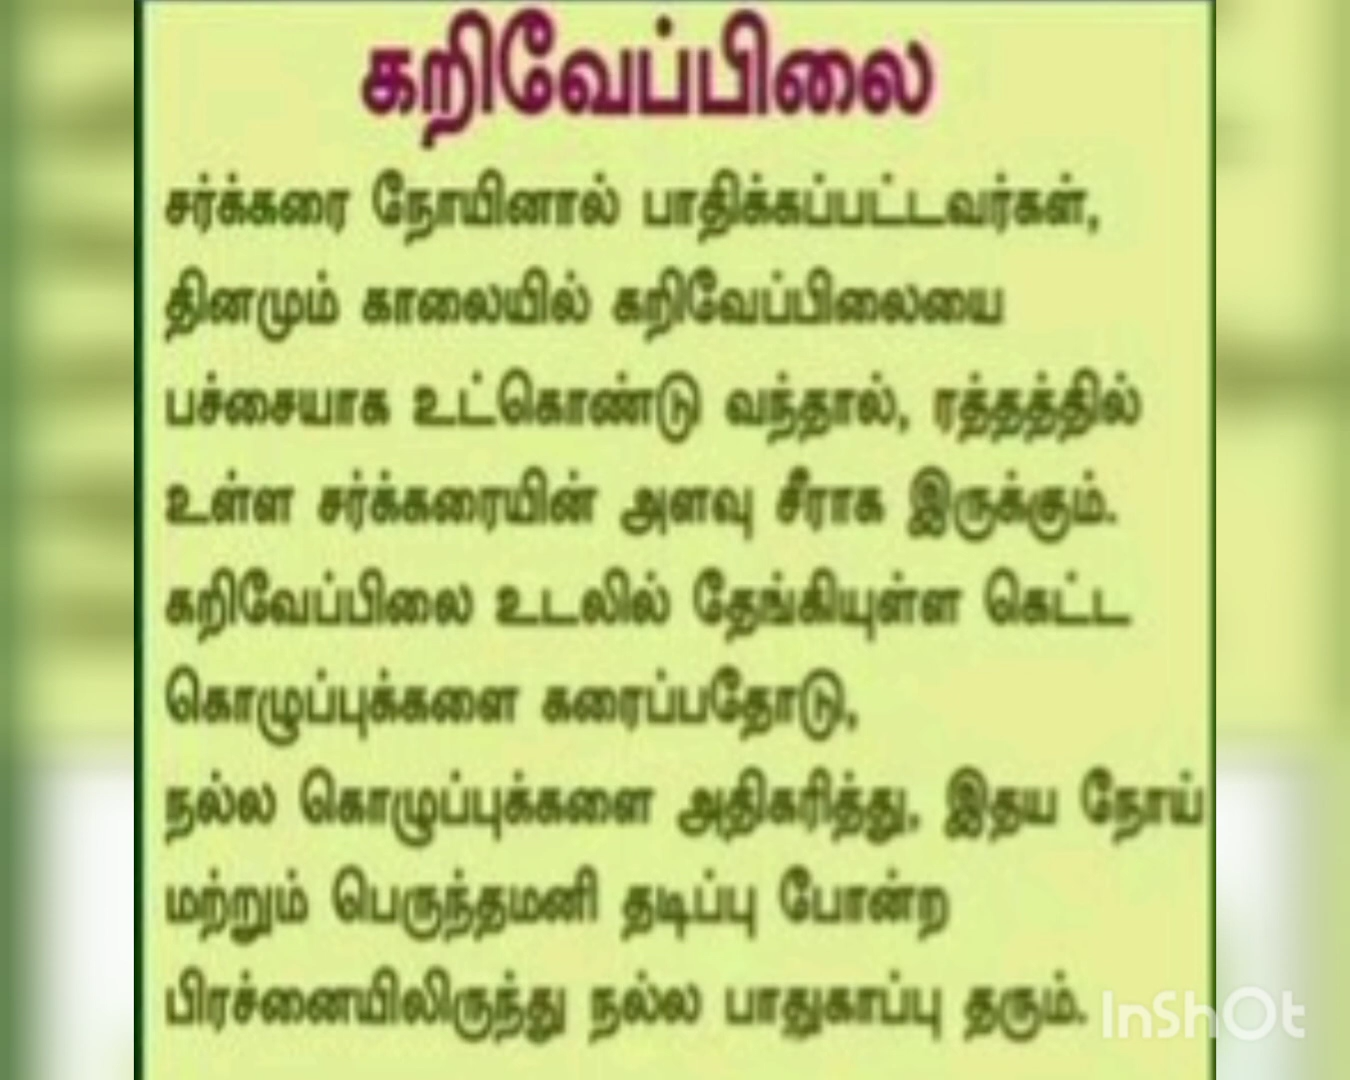 கறிவேப்பிலை
சர்க்கரை நோயினால் பாதிக்கப்பட்டவர்கள்,
தினமும் காலையில் கறிவேப்பிலையை
பச்சையாக உட்கொண்டு வந்தால், ரத்தத்தில்
உள்ள சர்க்கரையின் அளவு சீராக இருக்கும்.
கறிவேப்பிலை உடலில் தேங்கியுள்ள கெட்ட
கொழுப்புக்களை கரைப்பதோடு,
நல்ல கொழுப்புக்களை அதிகரித்து, இதய நோய்
மற்றும் பெருந்தமனி தடிப்பு போன்ற
பிரச்னையிலிருந்து நல்ல பாதுகாப்பு தரும்.
InShOt